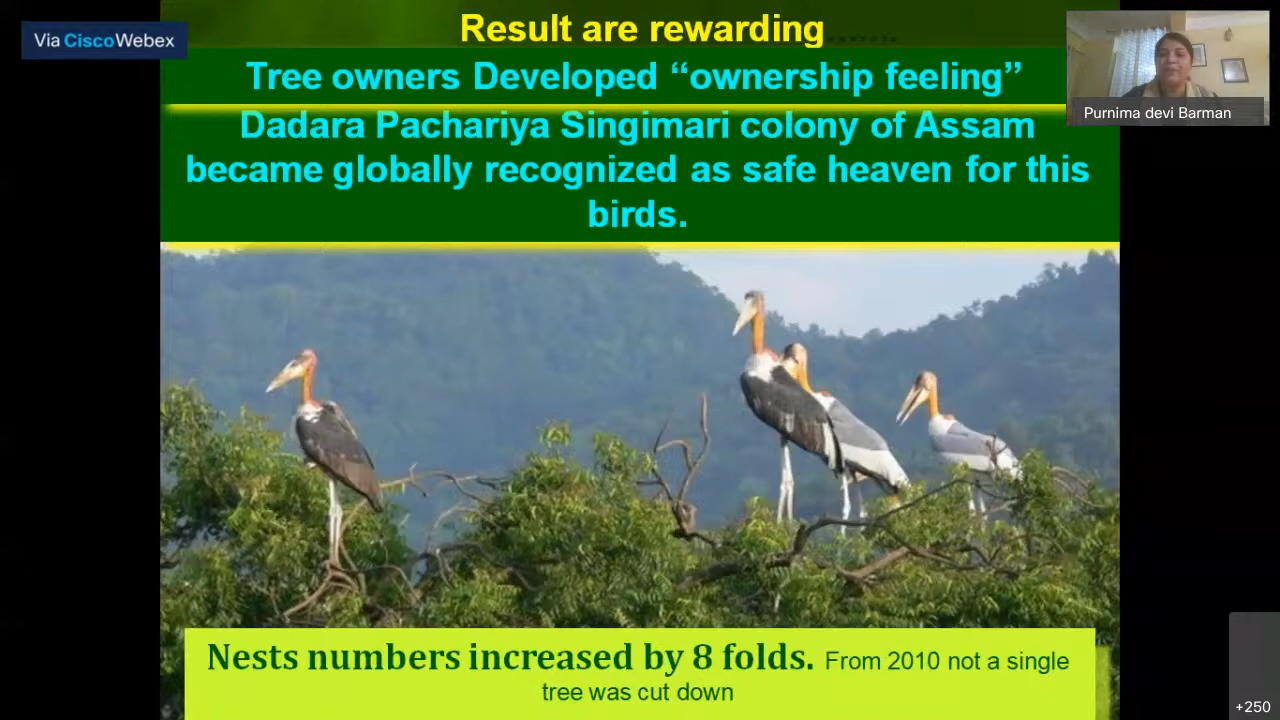 Via Cisco Webex
Result are rewarding
Tree owners Developed “ownership feeling”
Dadara Pachariya Singimari colony of Assam
became globally recognized as safe heaven for this
birds.
Purnima devi Barman
Nests numbers increased by 8 folds. From 2010 not a single
tree was cut down
+250